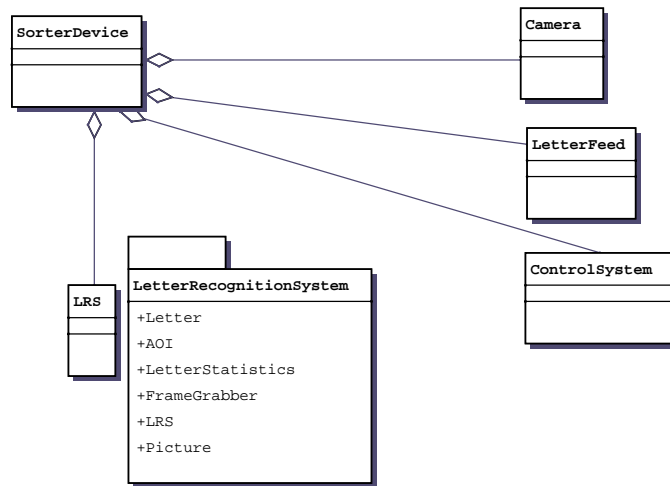 SorterDevice
Camera
LetterFeed
ControlSystem
LRS
LetterRecognitionSystem
+Letter
+AOI
+LetterStatistics
+FrameGrabber
+LRS
+Picture